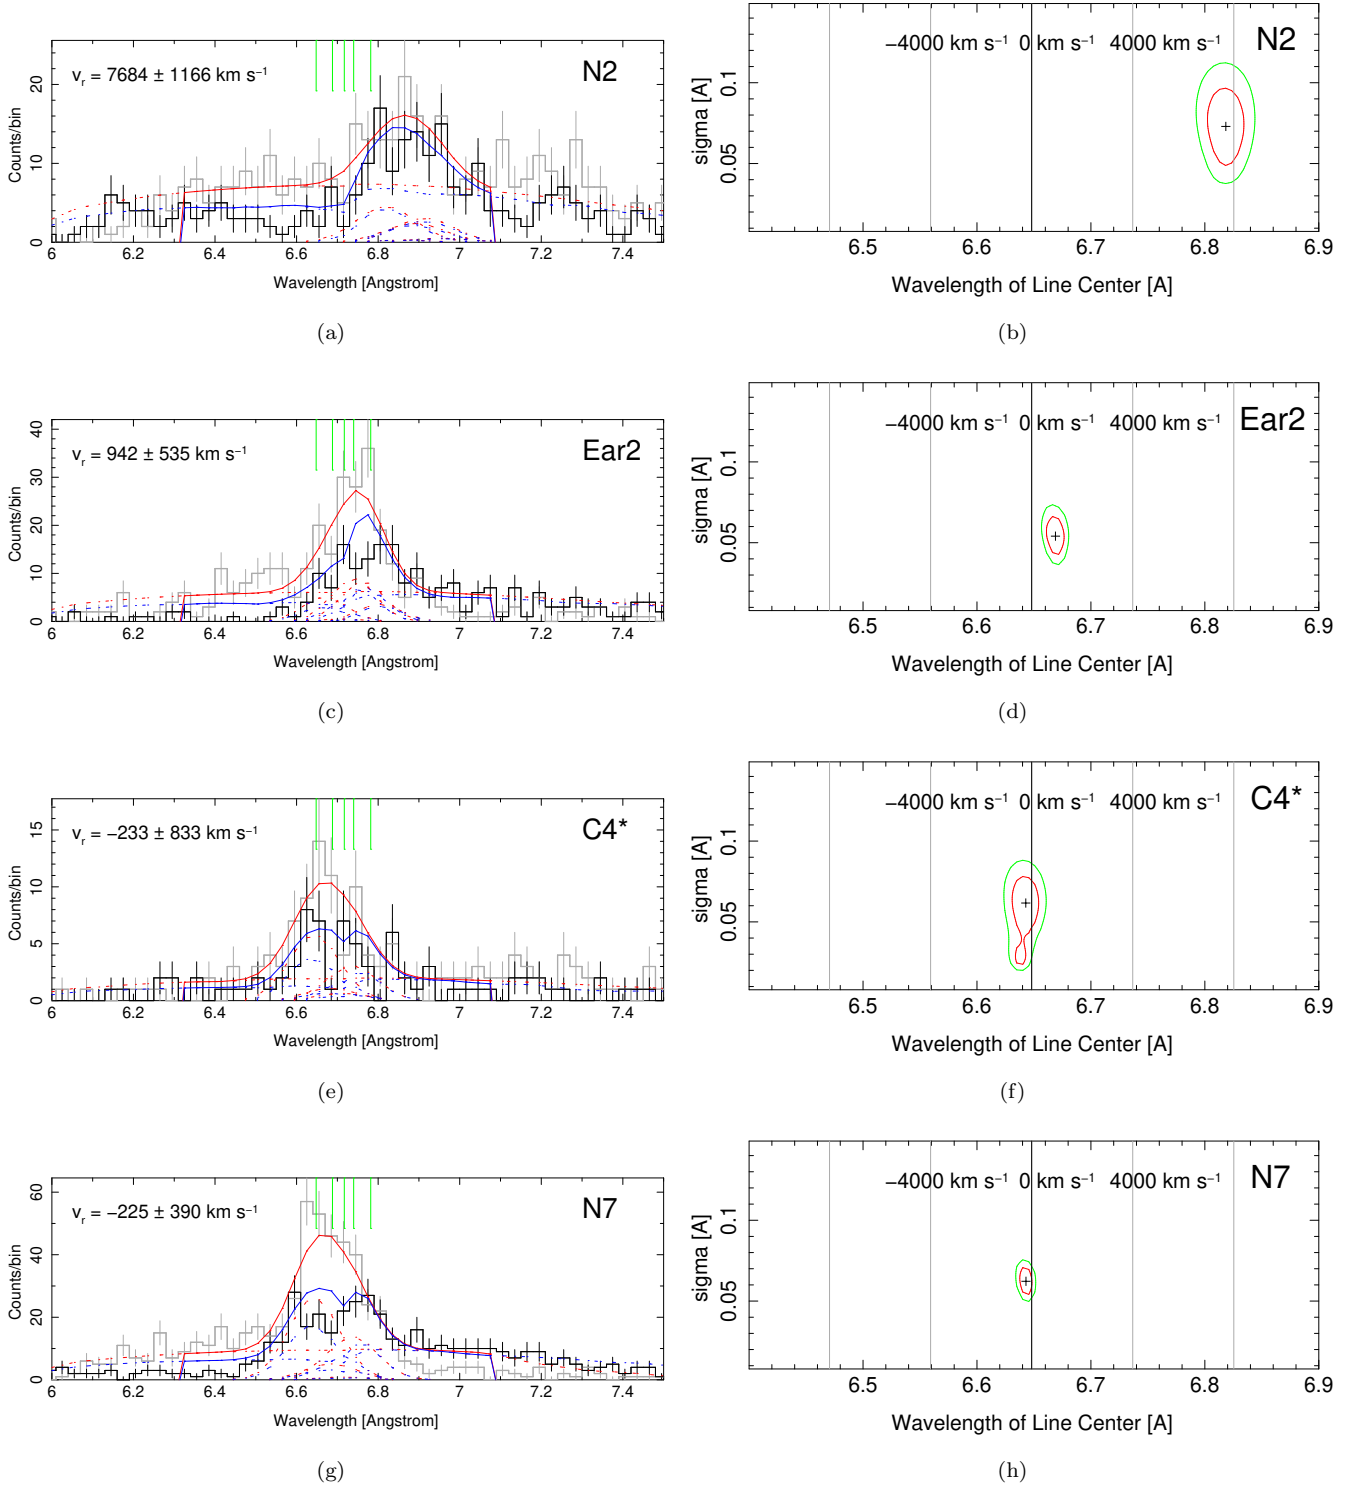 v_r = 7684 ± 1166 km s⁻¹
N2
Counts/bin
0 10 20
6 6.2 6.4 6.6 6.8 7 7.2 7.4
Wavelength [Angstrom]
(a)
−4000 km s⁻¹ 0 km s⁻¹ 4000 km s⁻¹
N2
sigma [A]
0.05 0.1
6.5 6.6 6.7 6.8 6.9
Wavelength of Line Center [A]
(b)
v_r = 942 ± 535 km s⁻¹
Ear2
Counts/bin
0 10 20 30 40
6 6.2 6.4 6.6 6.8 7 7.2 7.4
Wavelength [Angstrom]
(c)
−4000 km s⁻¹ 0 km s⁻¹ 4000 km s⁻¹
Ear2
sigma [A]
0.05 0.1
6.5 6.6 6.7 6.8 6.9
Wavelength of Line Center [A]
(d)
v_r = −233 ± 833 km s⁻¹
C4*
Counts/bin
0 5 10 15
6 6.2 6.4 6.6 6.8 7 7.2 7.4
Wavelength [Angstrom]
(e)
−4000 km s⁻¹ 0 km s⁻¹ 4000 km s⁻¹
C4*
sigma [A]
0.05 0.1
6.5 6.6 6.7 6.8 6.9
Wavelength of Line Center [A]
(f)
v_r = −225 ± 390 km s⁻¹
N7
Counts/bin
0 20 40 60
6 6.2 6.4 6.6 6.8 7 7.2 7.4
Wavelength [Angstrom]
(g)
−4000 km s⁻¹ 0 km s⁻¹ 4000 km s⁻¹
N7
sigma [A]
0.05 0.1
6.5 6.6 6.7 6.8 6.9
Wavelength of Line Center [A]
(h)